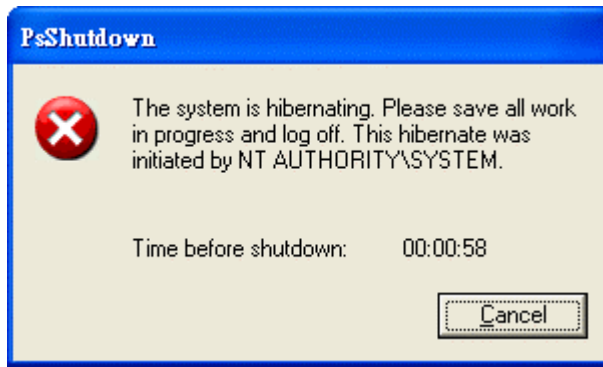 PsShutdown
The system is hibernating. Please save all work
in progress and log off. This hibernate was
initiated by NT AUTHORITY\SYSTEM.
Time before shutdown: 00:00:58
Cancel